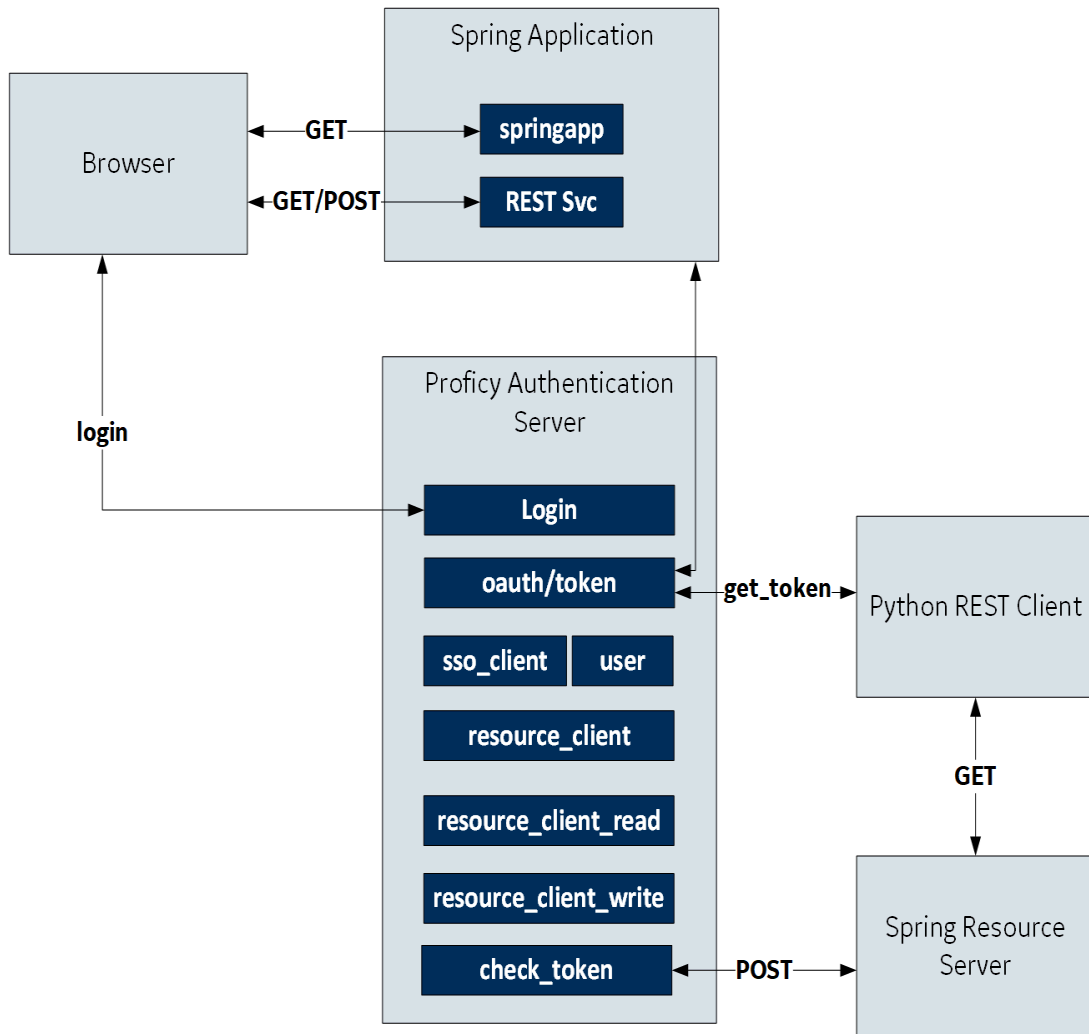 Spring Application
springapp
REST Svc
Browser
GET
GET/POST
login
Proficy Authentication
Server
Login
oauth/token
sso_client
user
resource_client
resource_client_read
resource_client_write
check_token
get_token
Python REST Client
GET
Spring Resource
Server
POST